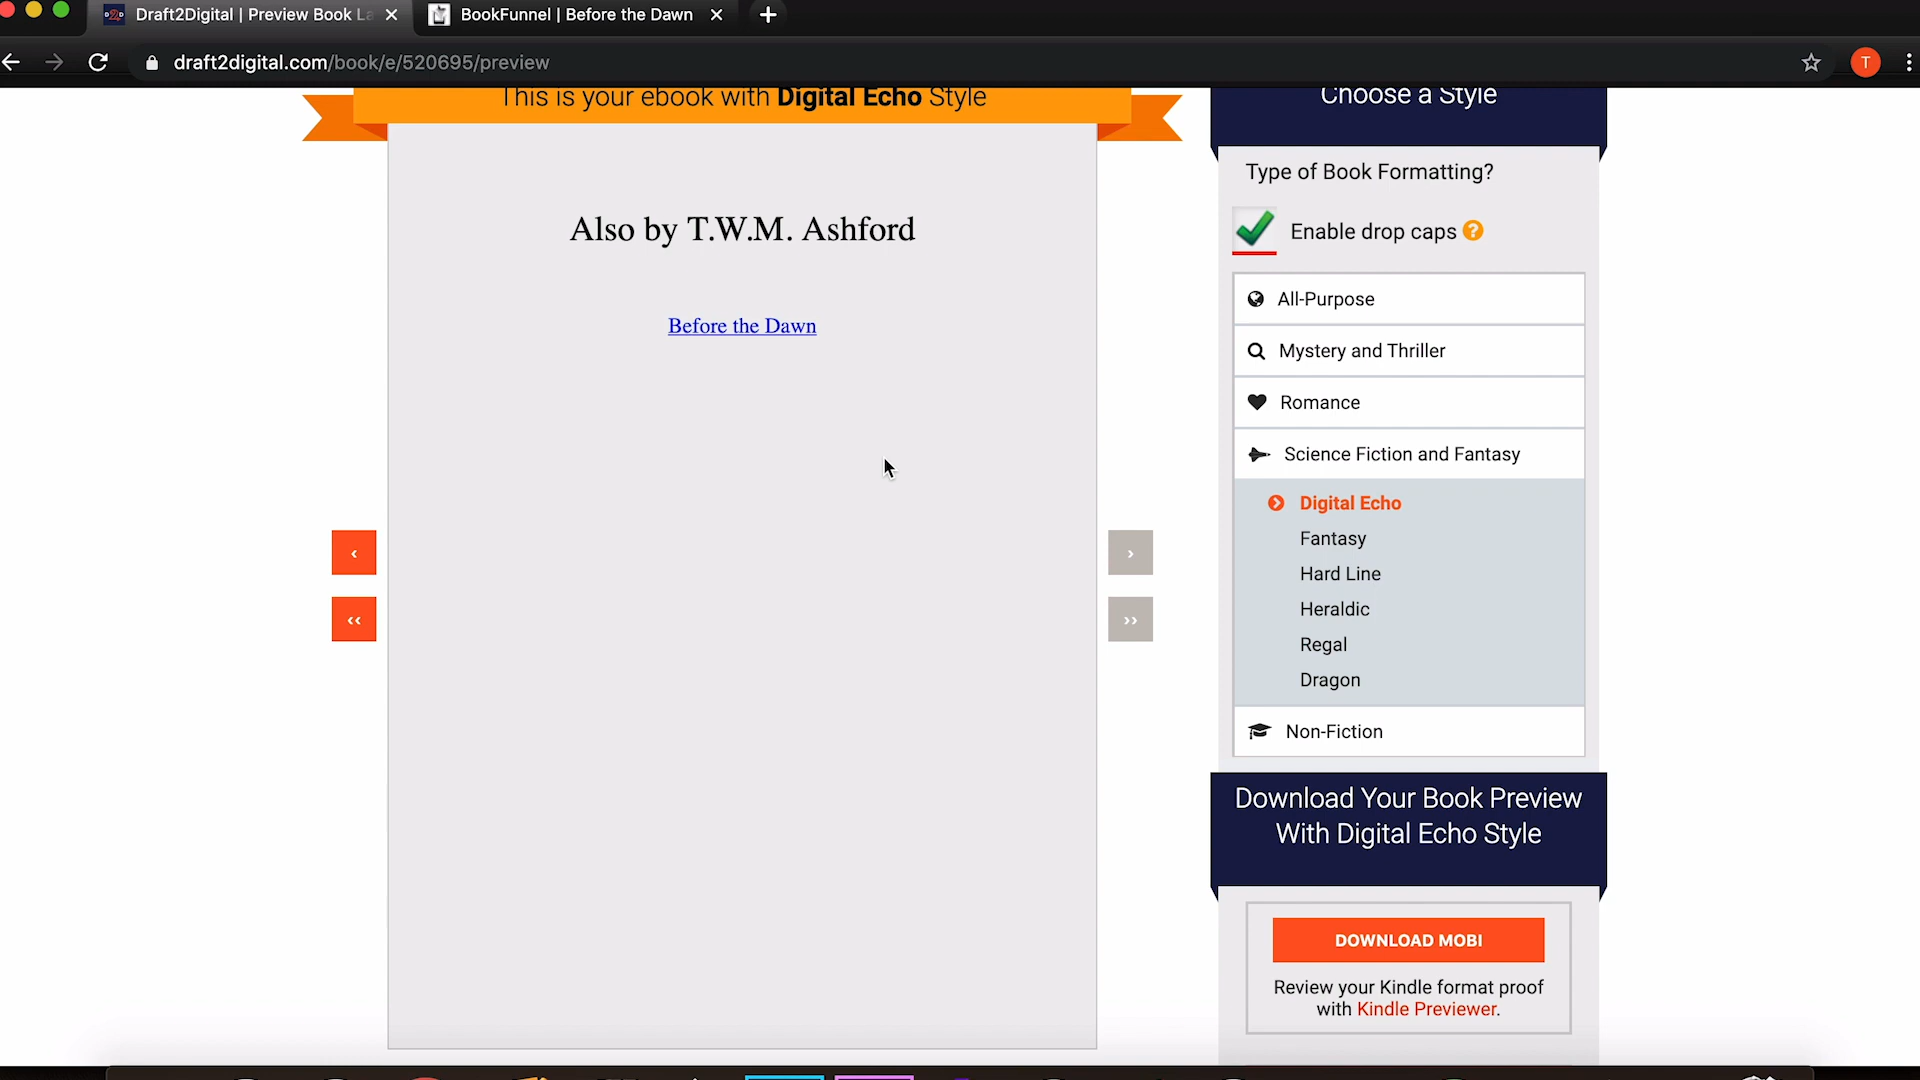 Draft2Digital | Preview Book La
BookFunnel | Before the Dawn
draft2digital.com/book/e/520695/preview
T
This is your ebook with Digital Echo Style
Also by T.W.M. Ashford
Before the Dawn
‹
‹‹
›
››
Choose a Style
Type of Book Formatting?
Enable drop caps ?
All-Purpose
Mystery and Thriller
Romance
Science Fiction and Fantasy
Digital Echo
Fantasy
Hard Line
Heraldic
Regal
Dragon
Non-Fiction
Download Your Book Preview
With Digital Echo Style
DOWNLOAD MOBI
Review your Kindle format proof
with Kindle Previewer.